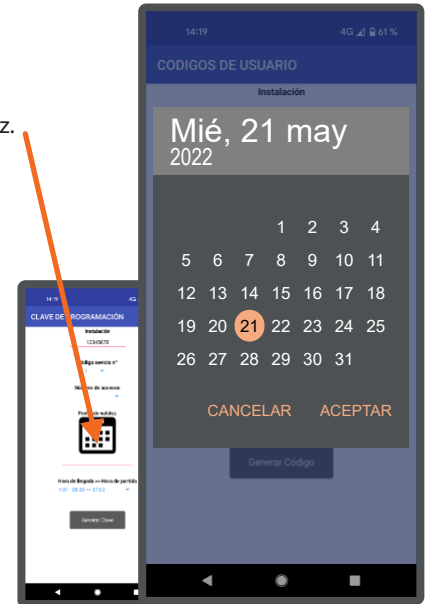 z.
14:19 4G 61 %
CODIGOS DE USUARIO
Instalación
Mié, 21 may
2022
1 2 3 4
5 6 7 8 9 10 11
12 13 14 15 16 17 18
19 20 21 22 23 24 25
26 27 28 29 30 31
CANCELAR ACEPTAR
Generar Código
14:19 4G
CLAVE DE PROGRAMACIÓN
Instalación
12345678
Código servicio n°
Número de accesos
Hora de llegada >> Hora de partida
Generar Clave